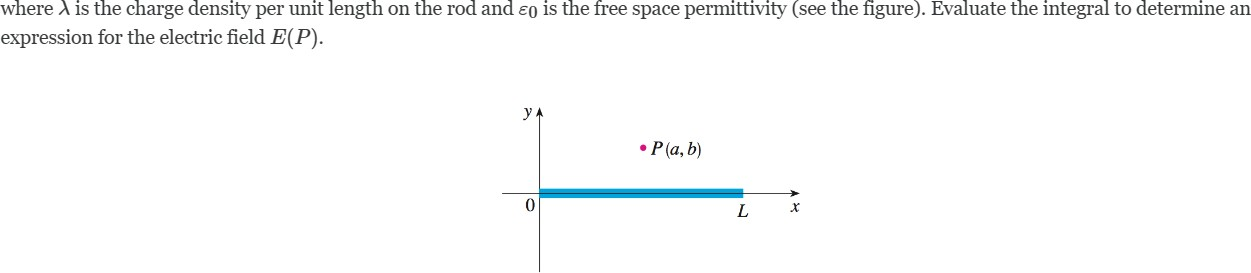 where λ is the charge density per unit length on the rod and ε₀ is the free space permittivity (see the figure). Evaluate the integral to determine an
expression for the electric field E(P).
y
P(a, b)
0
L
x